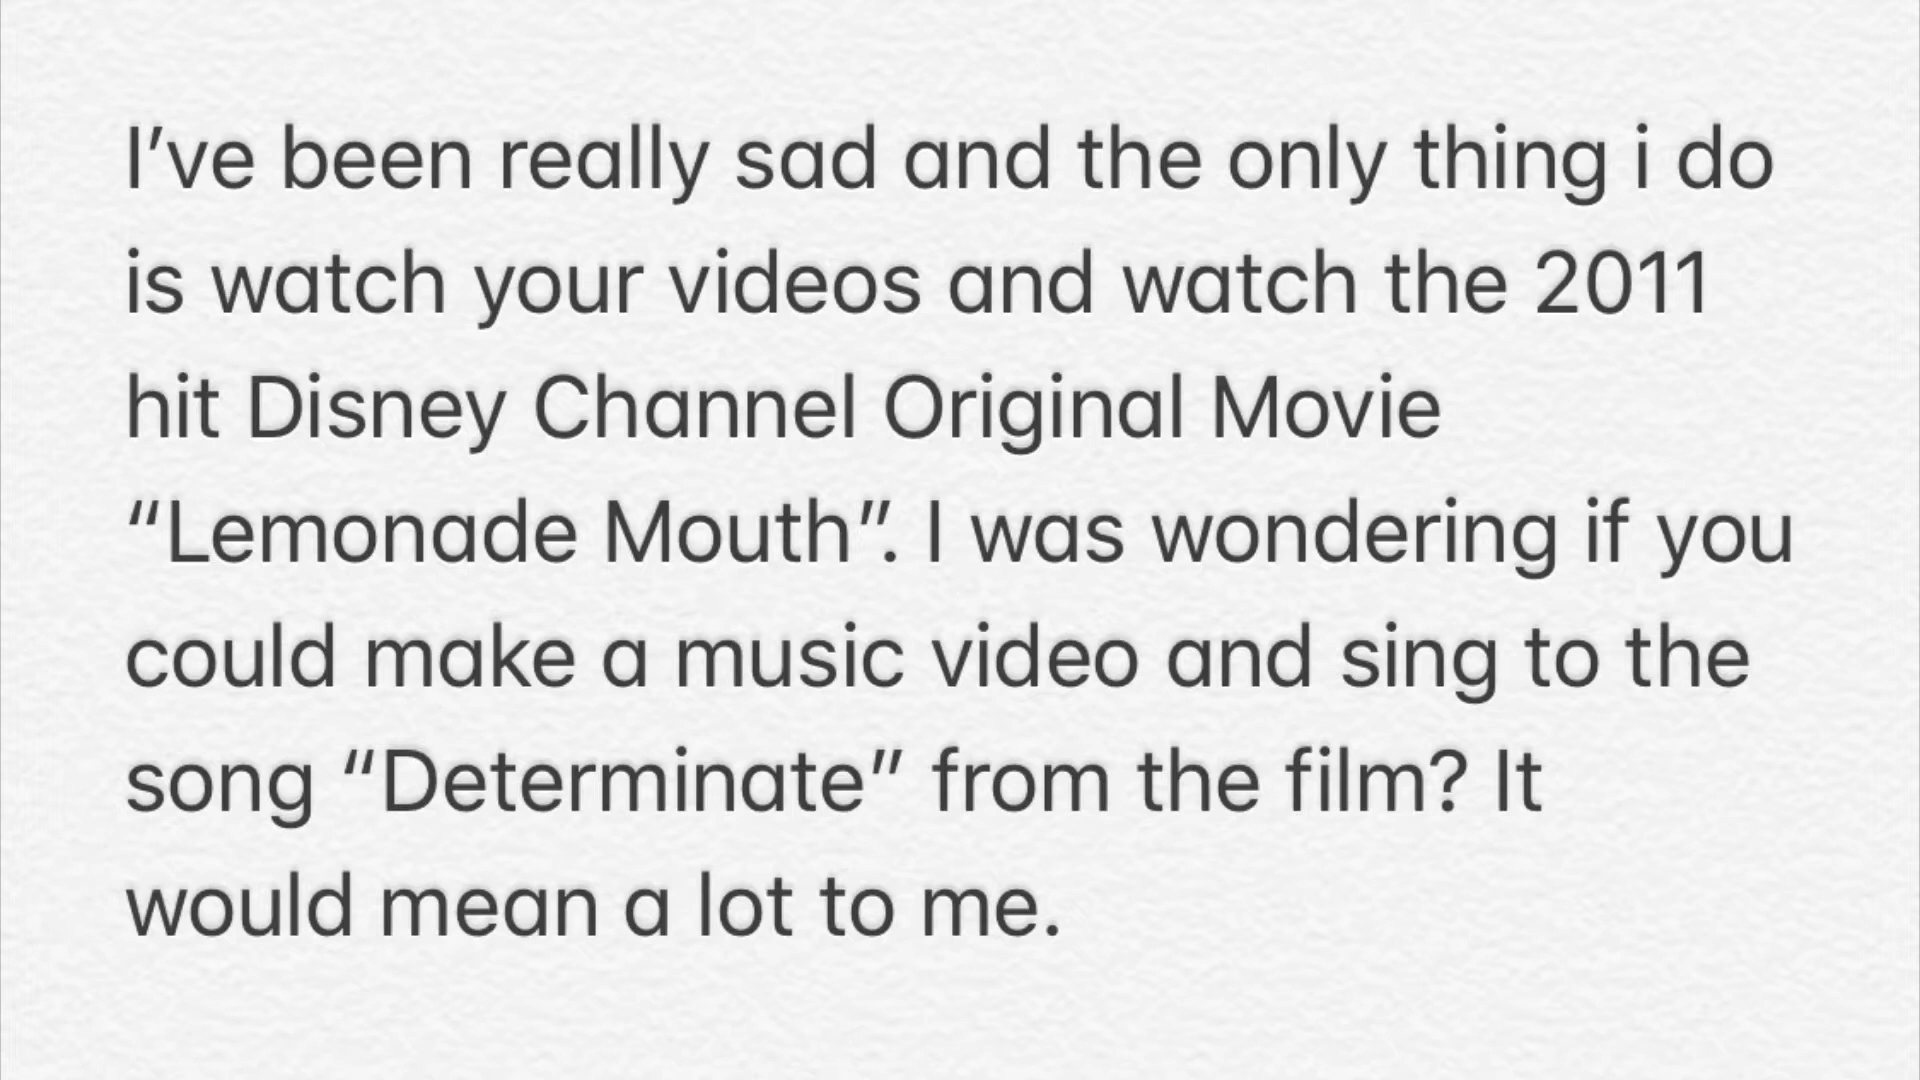 I’ve been really sad and the only thing i do
is watch your videos and watch the 2011
hit Disney Channel Original Movie
“Lemonade Mouth”. I was wondering if you
could make a music video and sing to the
song “Determinate” from the film? It
would mean a lot to me.